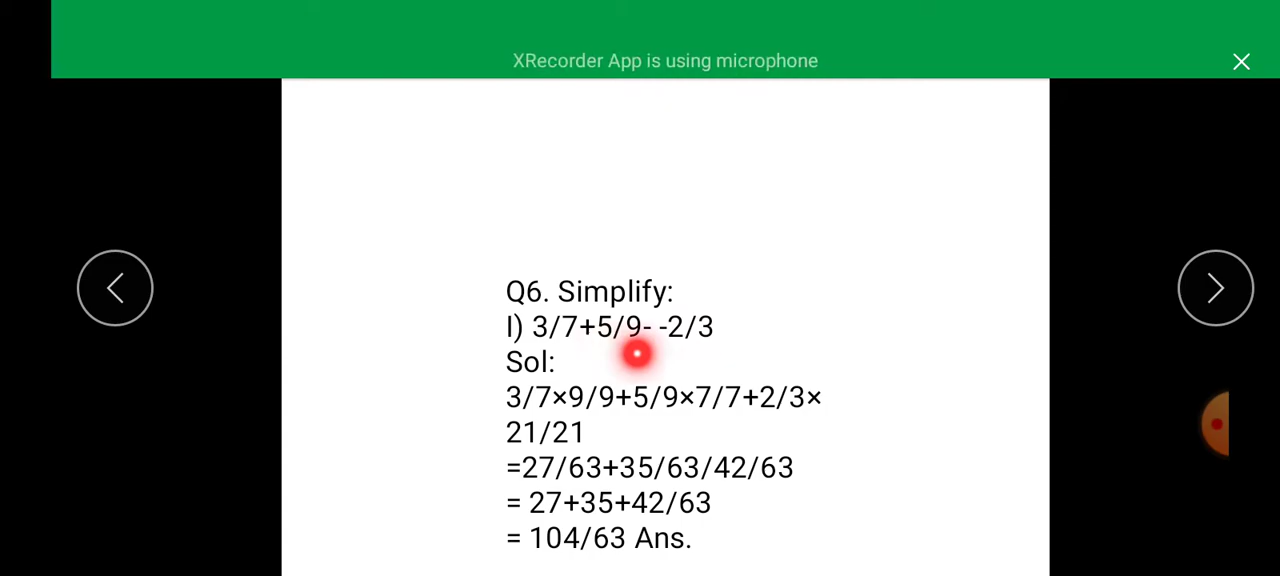 XRecorder App is using microphone
Q6. Simplify:
I) 3/7+5/9- -2/3
Sol:
3/7×9/9+5/9×7/7+2/3×
21/21
=27/63+35/63/42/63
= 27+35+42/63
= 104/63 Ans.